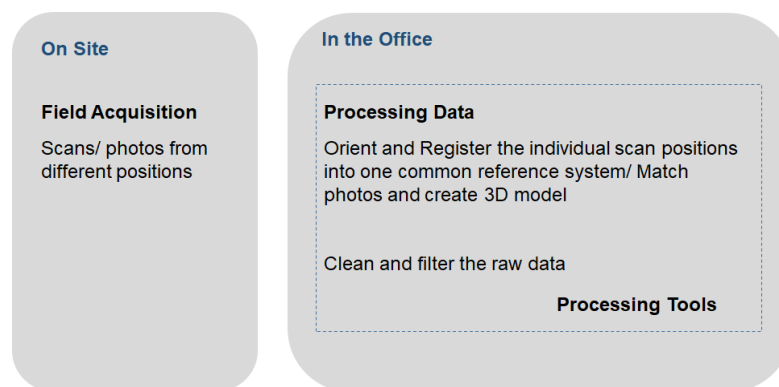 On Site
Field Acquisition
Scans/ photos from
different positions
In the Office
Processing Data
Orient and Register the individual scan positions
into one common reference system/ Match
photos and create 3D model
Clean and filter the raw data
Processing Tools